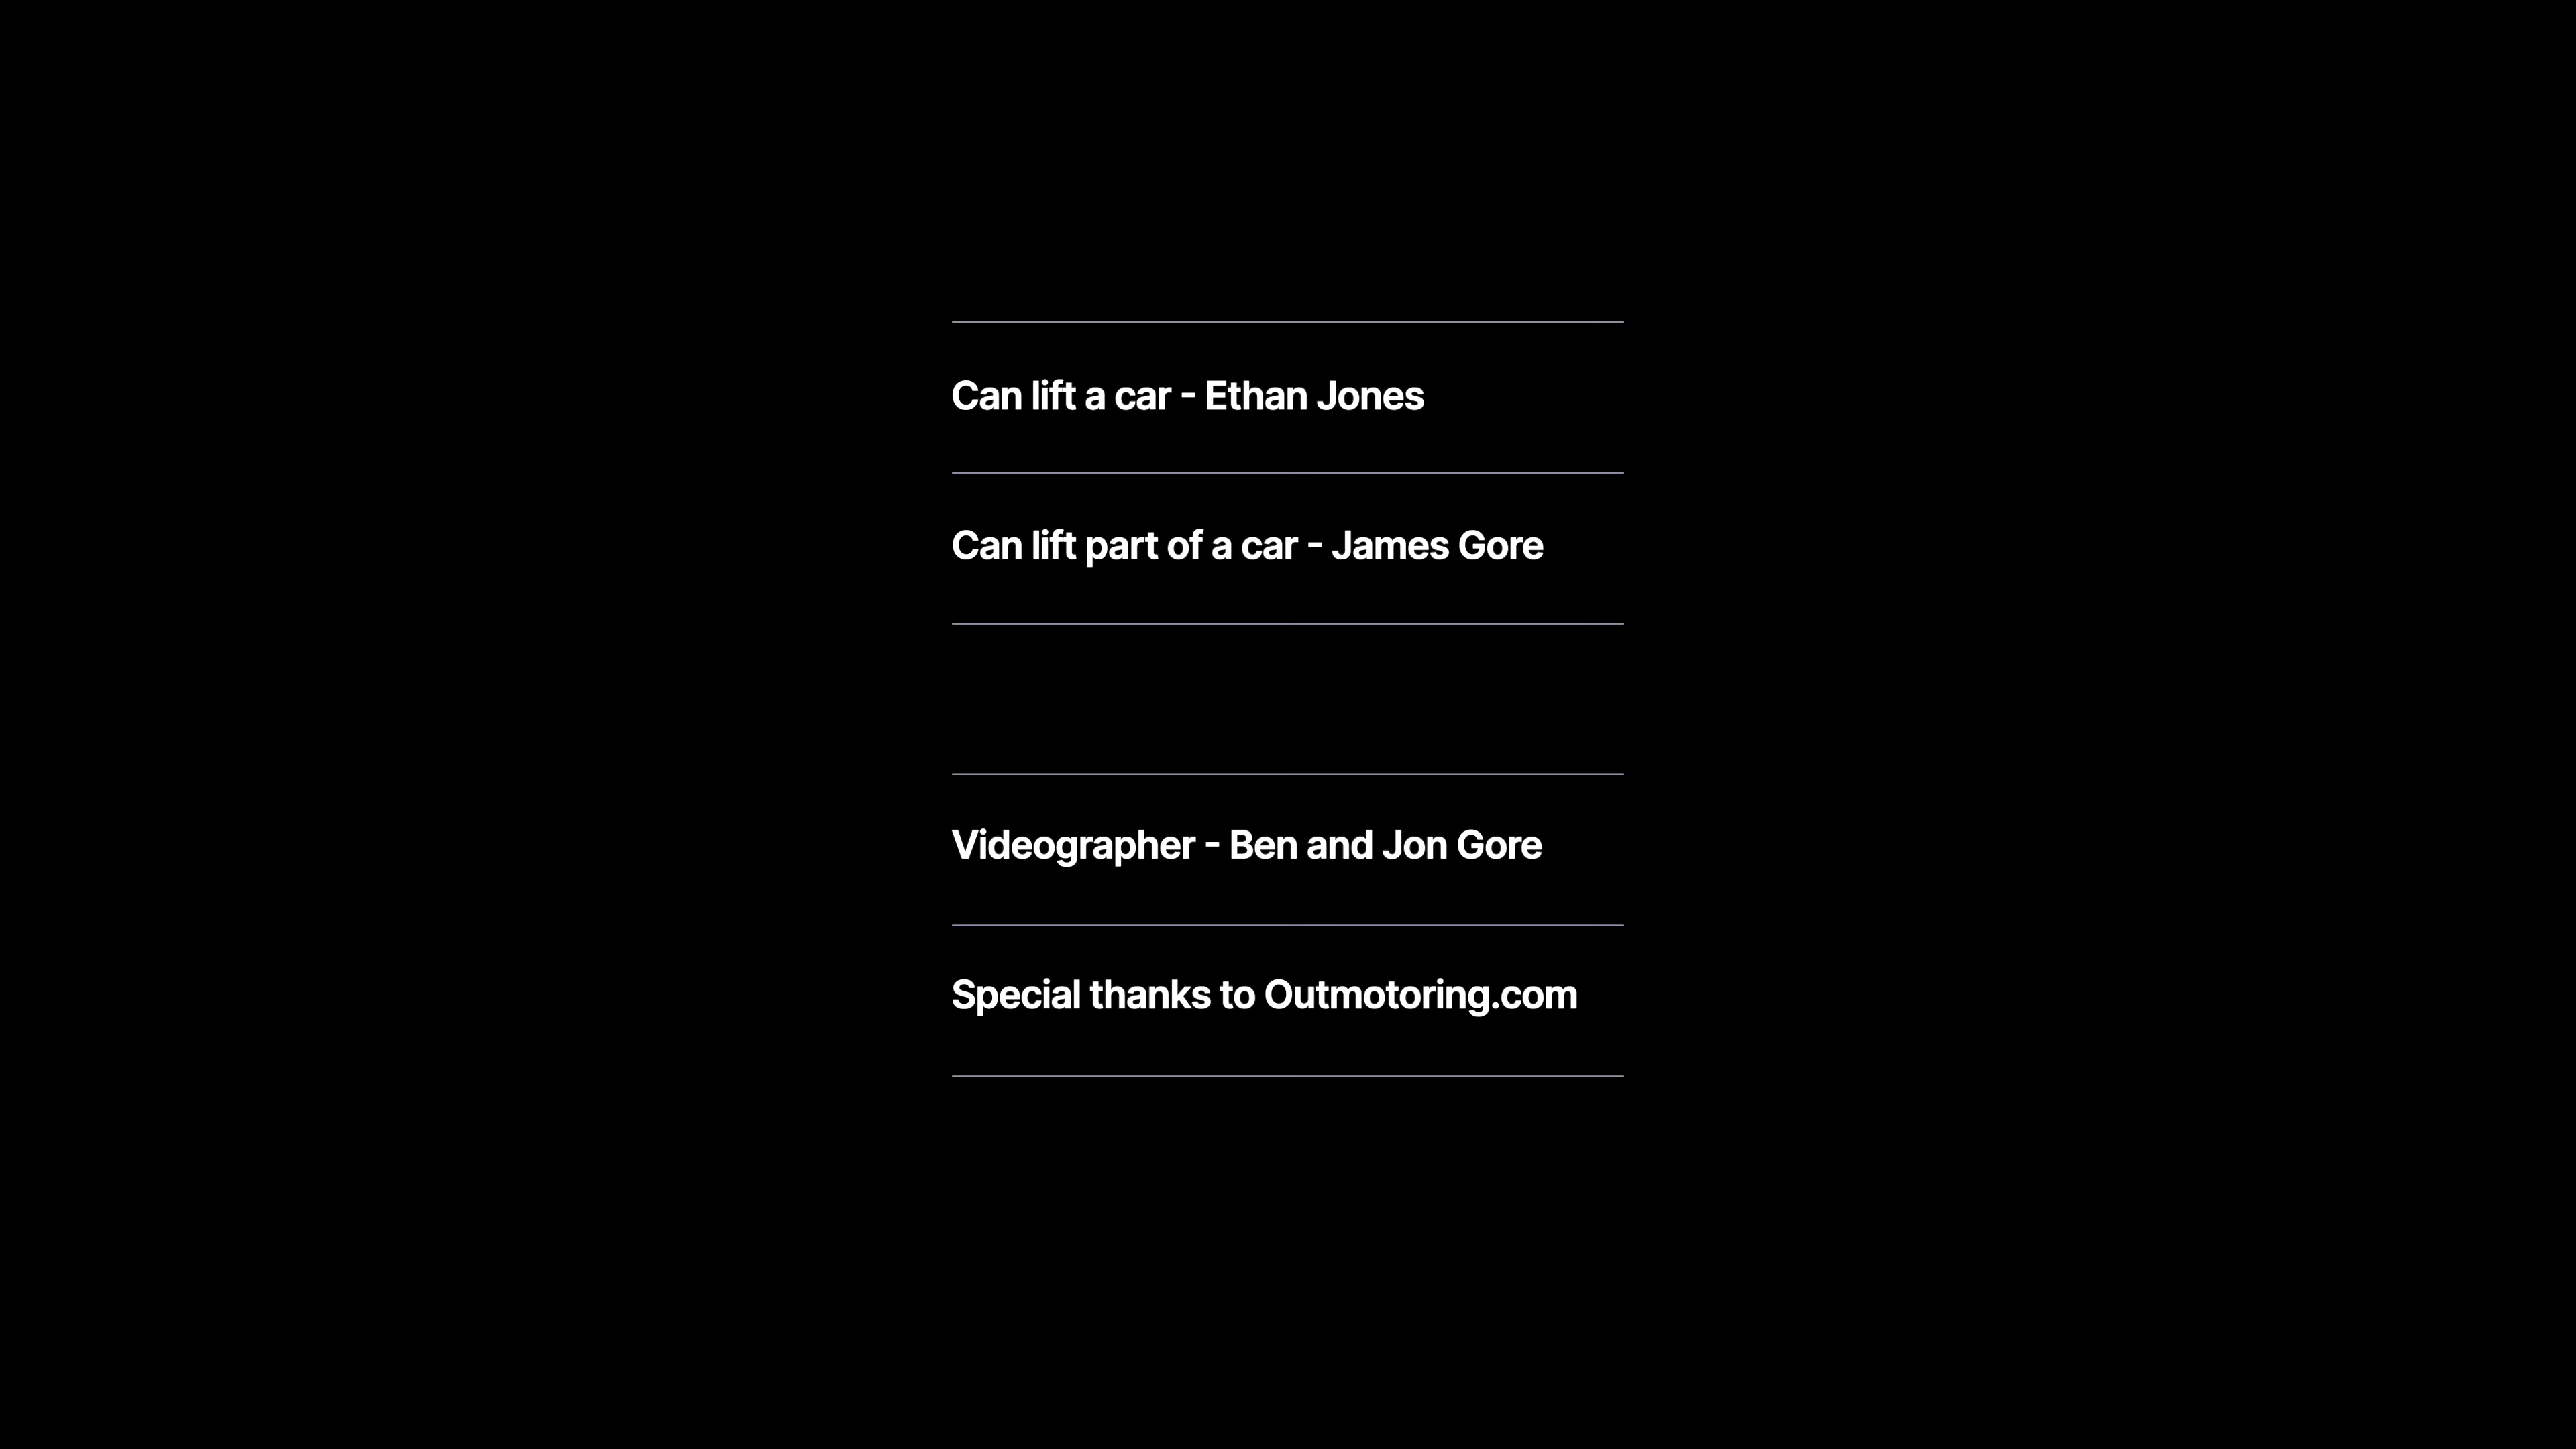 Can lift a car - Ethan Jones
Can lift part of a car - James Gore
Videographer - Ben and Jon Gore
Special thanks to Outmotoring.com